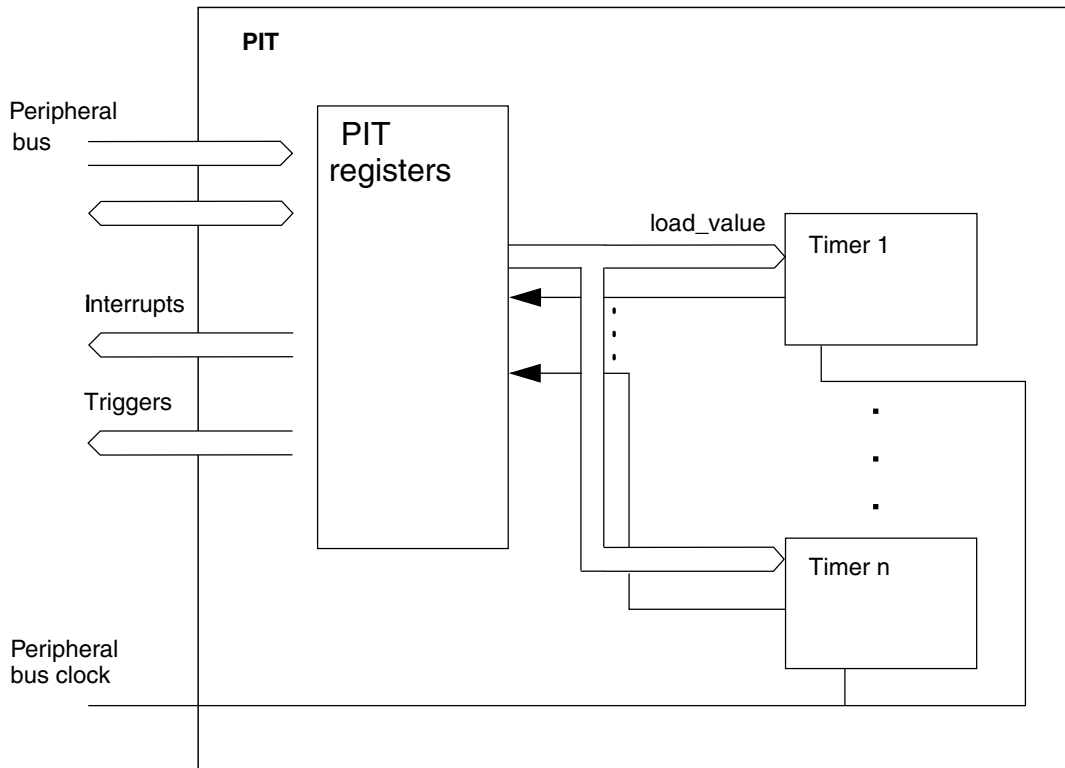 PIT
Peripheral
bus
PIT
registers
load_value
Timer 1
Interrupts
Triggers
Timer n
Peripheral
bus clock